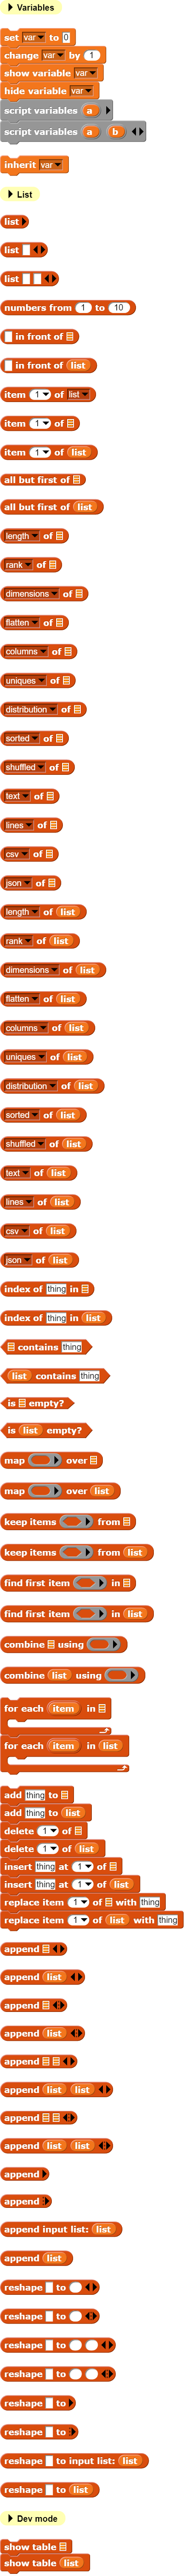 Variables
set var to 0
change var by 1
show variable var
hide variable var
script variables a
script variables a b
inherit var
List
list
list
list
numbers from 1 to 10
in front of
in front of list
item 1 of list
item 1 of
item 1 of list
all but first of
all but first of list
length of
rank of
dimensions of
flatten of
columns of
uniques of
distribution of
sorted of
shuffled of
text of
lines of
csv of
json of
length of list
rank of list
dimensions of list
flatten of list
columns of list
uniques of list
distribution of list
sorted of list
shuffled of list
text of list
lines of list
csv of list
json of list
index of thing in
index of thing in list
contains thing
list contains thing
is empty?
is list empty?
map over
map over list
keep items from
keep items from list
find first item in
find first item in list
combine using
combine list using
for each item in
for each item in list
add thing to
add thing to list
delete 1 of
delete 1 of list
insert thing at 1 of
insert thing at 1 of list
replace item 1 of with thing
replace item 1 of list with thing
append
append list
append
append list
append
append list list
append
append list list
append
append
append input list: list
append list
reshape to
reshape to
reshape to
reshape to
reshape to
reshape to
reshape to input list: list
reshape to list
Dev mode
show table
show table list